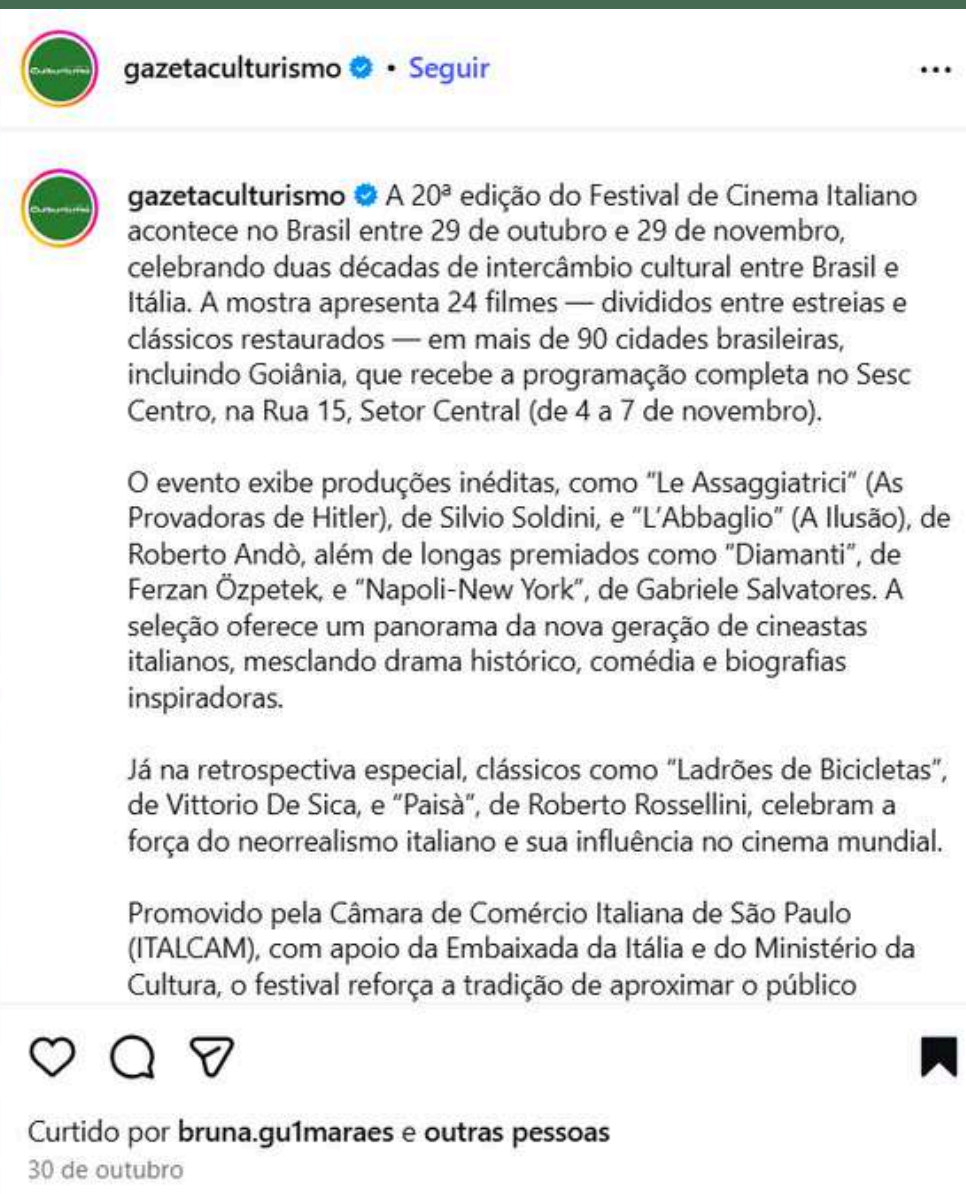 gazetaculturismo • Seguir
gazetaculturismo A 20ª edição do Festival de Cinema Italiano
acontece no Brasil entre 29 de outubro e 29 de novembro,
celebrando duas décadas de intercâmbio cultural entre Brasil e
Itália. A mostra apresenta 24 filmes — divididos entre estreias e
clássicos restaurados — em mais de 90 cidades brasileiras,
incluindo Goiânia, que recebe a programação completa no Sesc
Centro, na Rua 15, Setor Central (de 4 a 7 de novembro).
O evento exibe produções inéditas, como “Le Assaggiatrici” (As
Provadoras de Hitler), de Silvio Soldini, e “L’Abbaglio” (A Ilusão), de
Roberto Andò, além de longas premiados como “Diamanti”, de
Ferzan Özpetek, e “Napoli-New York”, de Gabriele Salvatores. A
seleção oferece um panorama da nova geração de cineastas
italianos, mesclando drama histórico, comédia e biografias
inspiradoras.
Já na retrospectiva especial, clássicos como “Ladrões de Bicicletas”,
de Vittorio De Sica, e “Paisà”, de Roberto Rossellini, celebram a
força do neorrealismo italiano e sua influência no cinema mundial.
Promovido pela Câmara de Comércio Italiana de São Paulo
(ITALCAM), com apoio da Embaixada da Itália e do Ministério da
Cultura, o festival reforça a tradição de aproximar o público
Curtido por bruna.gu1maraes e outras pessoas
30 de outubro